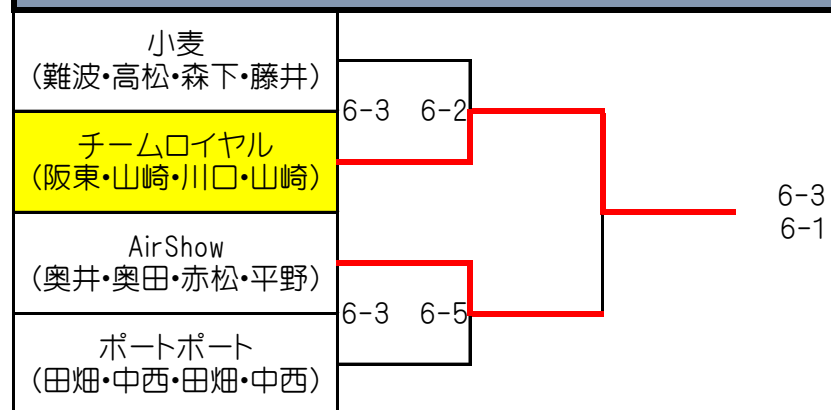 小麦
（難波・高松・森下・藤井）
6-3 6-2
チームロイヤル
（阪東・山崎・川口・山崎）
6-3
6-1
AirShow
（奥井・奥田・赤松・平野）
6-3 6-5
ポートポート
（田畑・中西・田畑・中西）